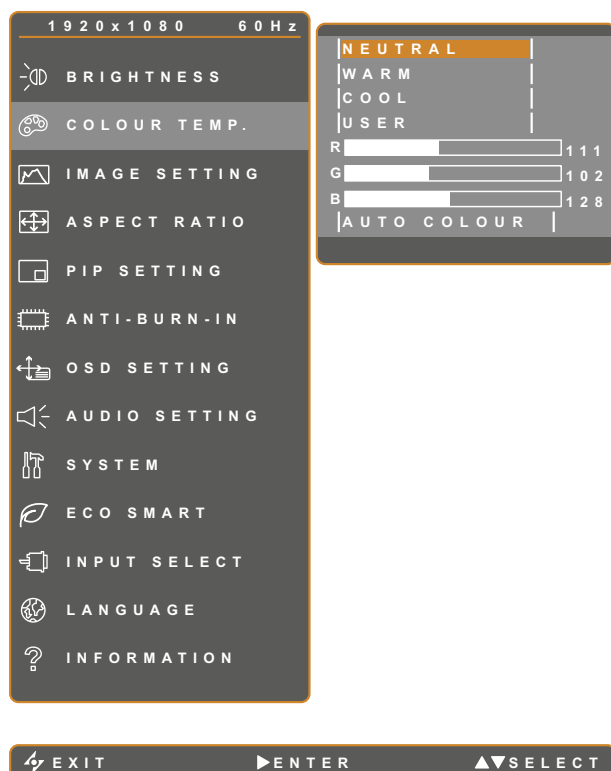 1920x1080 60Hz
BRIGHTNESS
COLOUR TEMP.
IMAGE SETTING
ASPECT RATIO
PIP SETTING
ANTI-BURN-IN
OSD SETTING
AUDIO SETTING
SYSTEM
ECO SMART
INPUT SELECT
LANGUAGE
INFORMATION
NEUTRAL
WARM
COOL
USER
R 111
G 102
B 128
AUTO COLOUR
EXIT ENTER SELECT